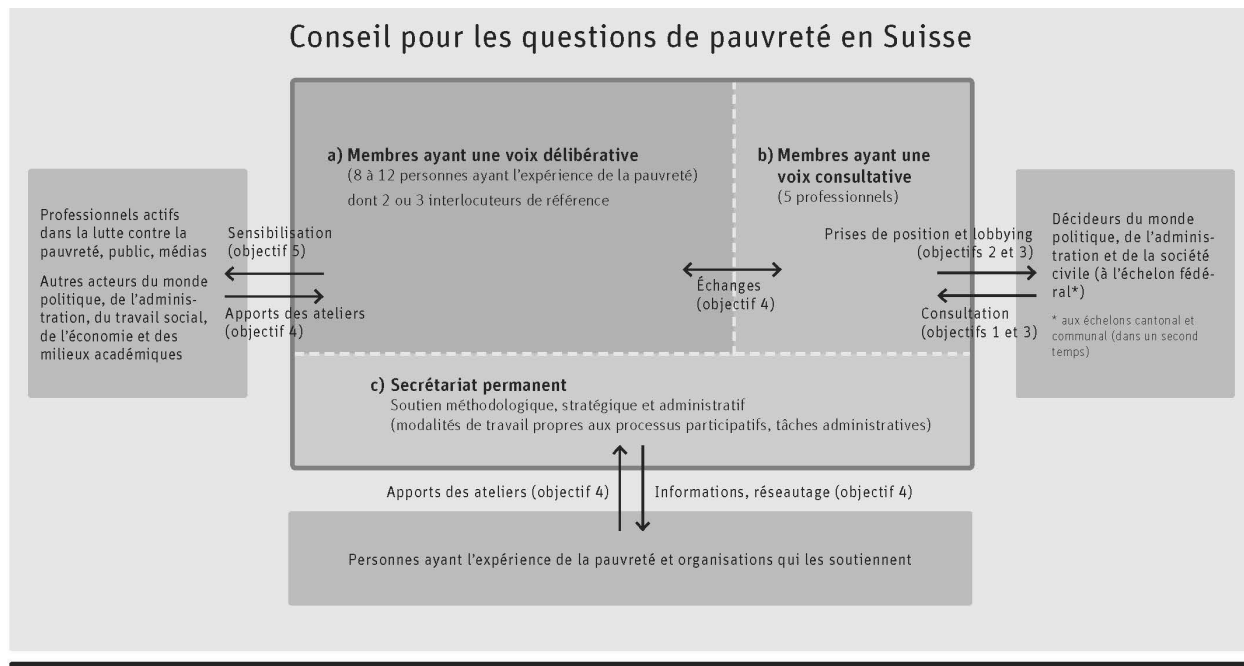 Conseil pour les questions de pauvreté en Suisse
a) Membres ayant une voix délibérative
(8 à 12 personnes ayant l'expérience de la pauvreté)
dont 2 ou 3 interlocuteurs de référence
b) Membres ayant une
voix consultative
(5 professionnels)
Professionnels actifs
dans la lutte contre la
pauvreté, public, médias
Autres acteurs du monde
politique, de l'adminis-
tration, du travail social,
de l'économie et des
milieux académiques
Sensibilisation
(objectif 5)
Apports des ateliers
(objectif 4)
Échanges
(objectif 4)
Prises de position et lobbying
(objectifs 2 et 3)
Consultation
(objectifs 1 et 3)
Décideurs du monde
politique, de l'adminis-
tration et de la société
civile (à l'échelon fédé-
ral*)
* aux échelons cantonal et
communal (dans un second
temps)
c) Secrétariat permanent
Soutien méthodologique, stratégique et administratif
(modalités de travail propres aux processus participatifs, tâches administratives)
Apports des ateliers (objectif 4)
Informations, réseautage (objectif 4)
Personnes ayant l'expérience de la pauvreté et organisations qui les soutiennent